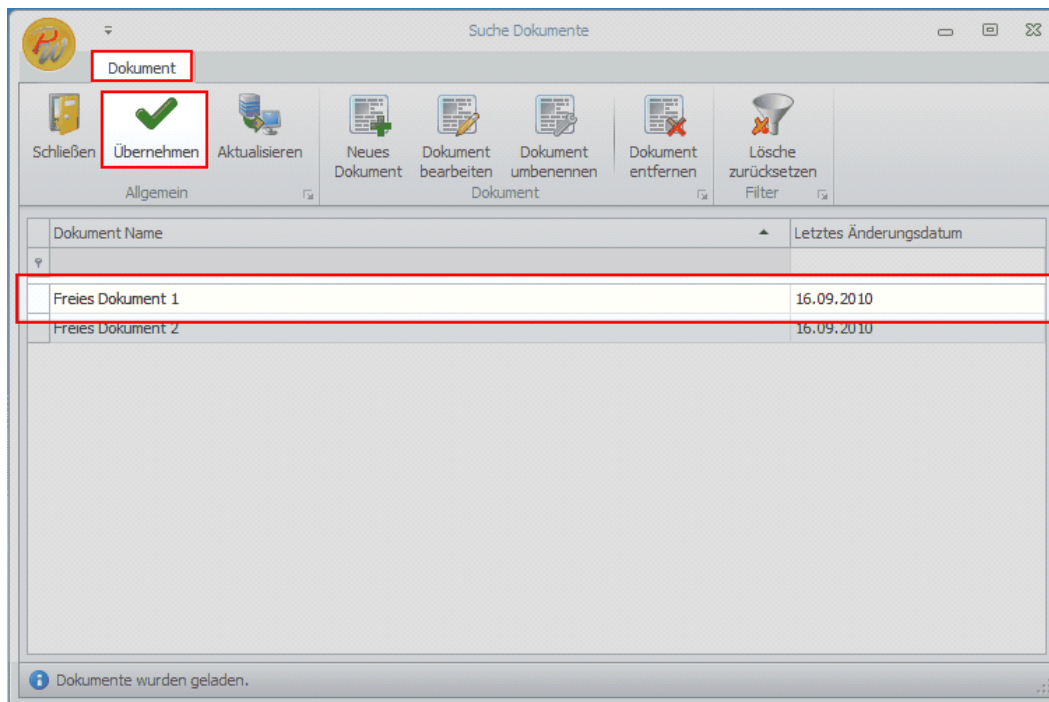 Suche Dokumente
PW
Dokument
Schließen Übernehmen Aktualisieren Neues Dokument Dokument bearbeiten Dokument umbenennen Dokument entfernen Lösche zurücksetzen
Allgemein Dokument Filter
Dokument Name Letztes Änderungsdatum
Freies Dokument 1 16.09.2010
Freies Dokument 2 16.09.2010
Dokumente wurden geladen.